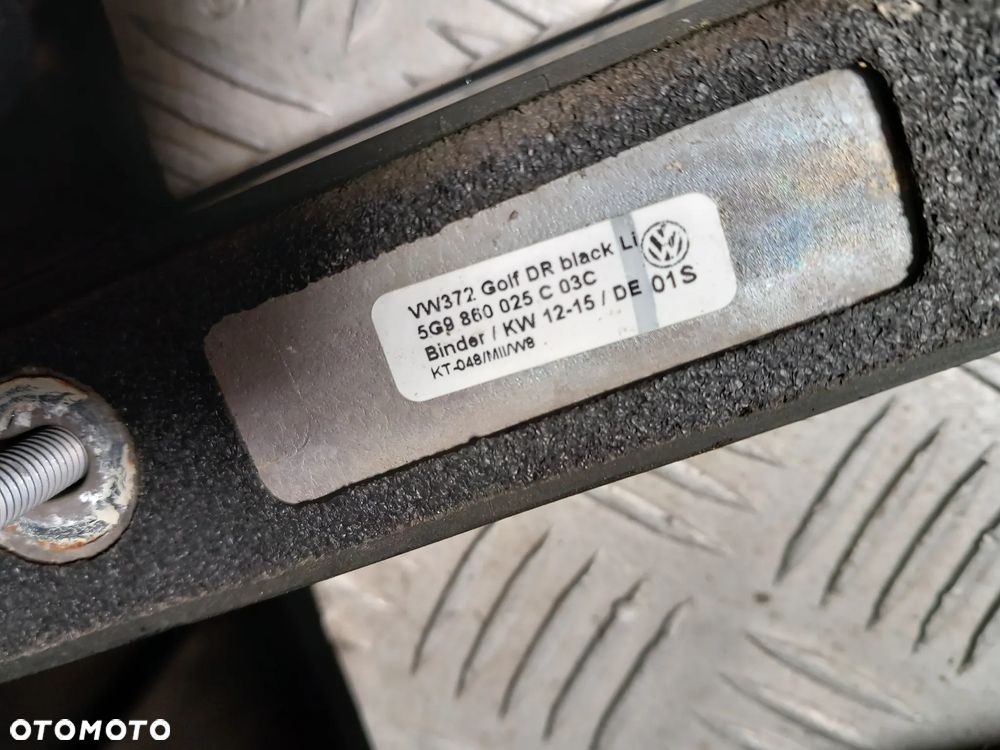 VW372 Golf DR black Li
5G9 860 025 C 03C
Binder / KW 12-15 / DE 01S
KT-048/MII/W8
OTOMOTO